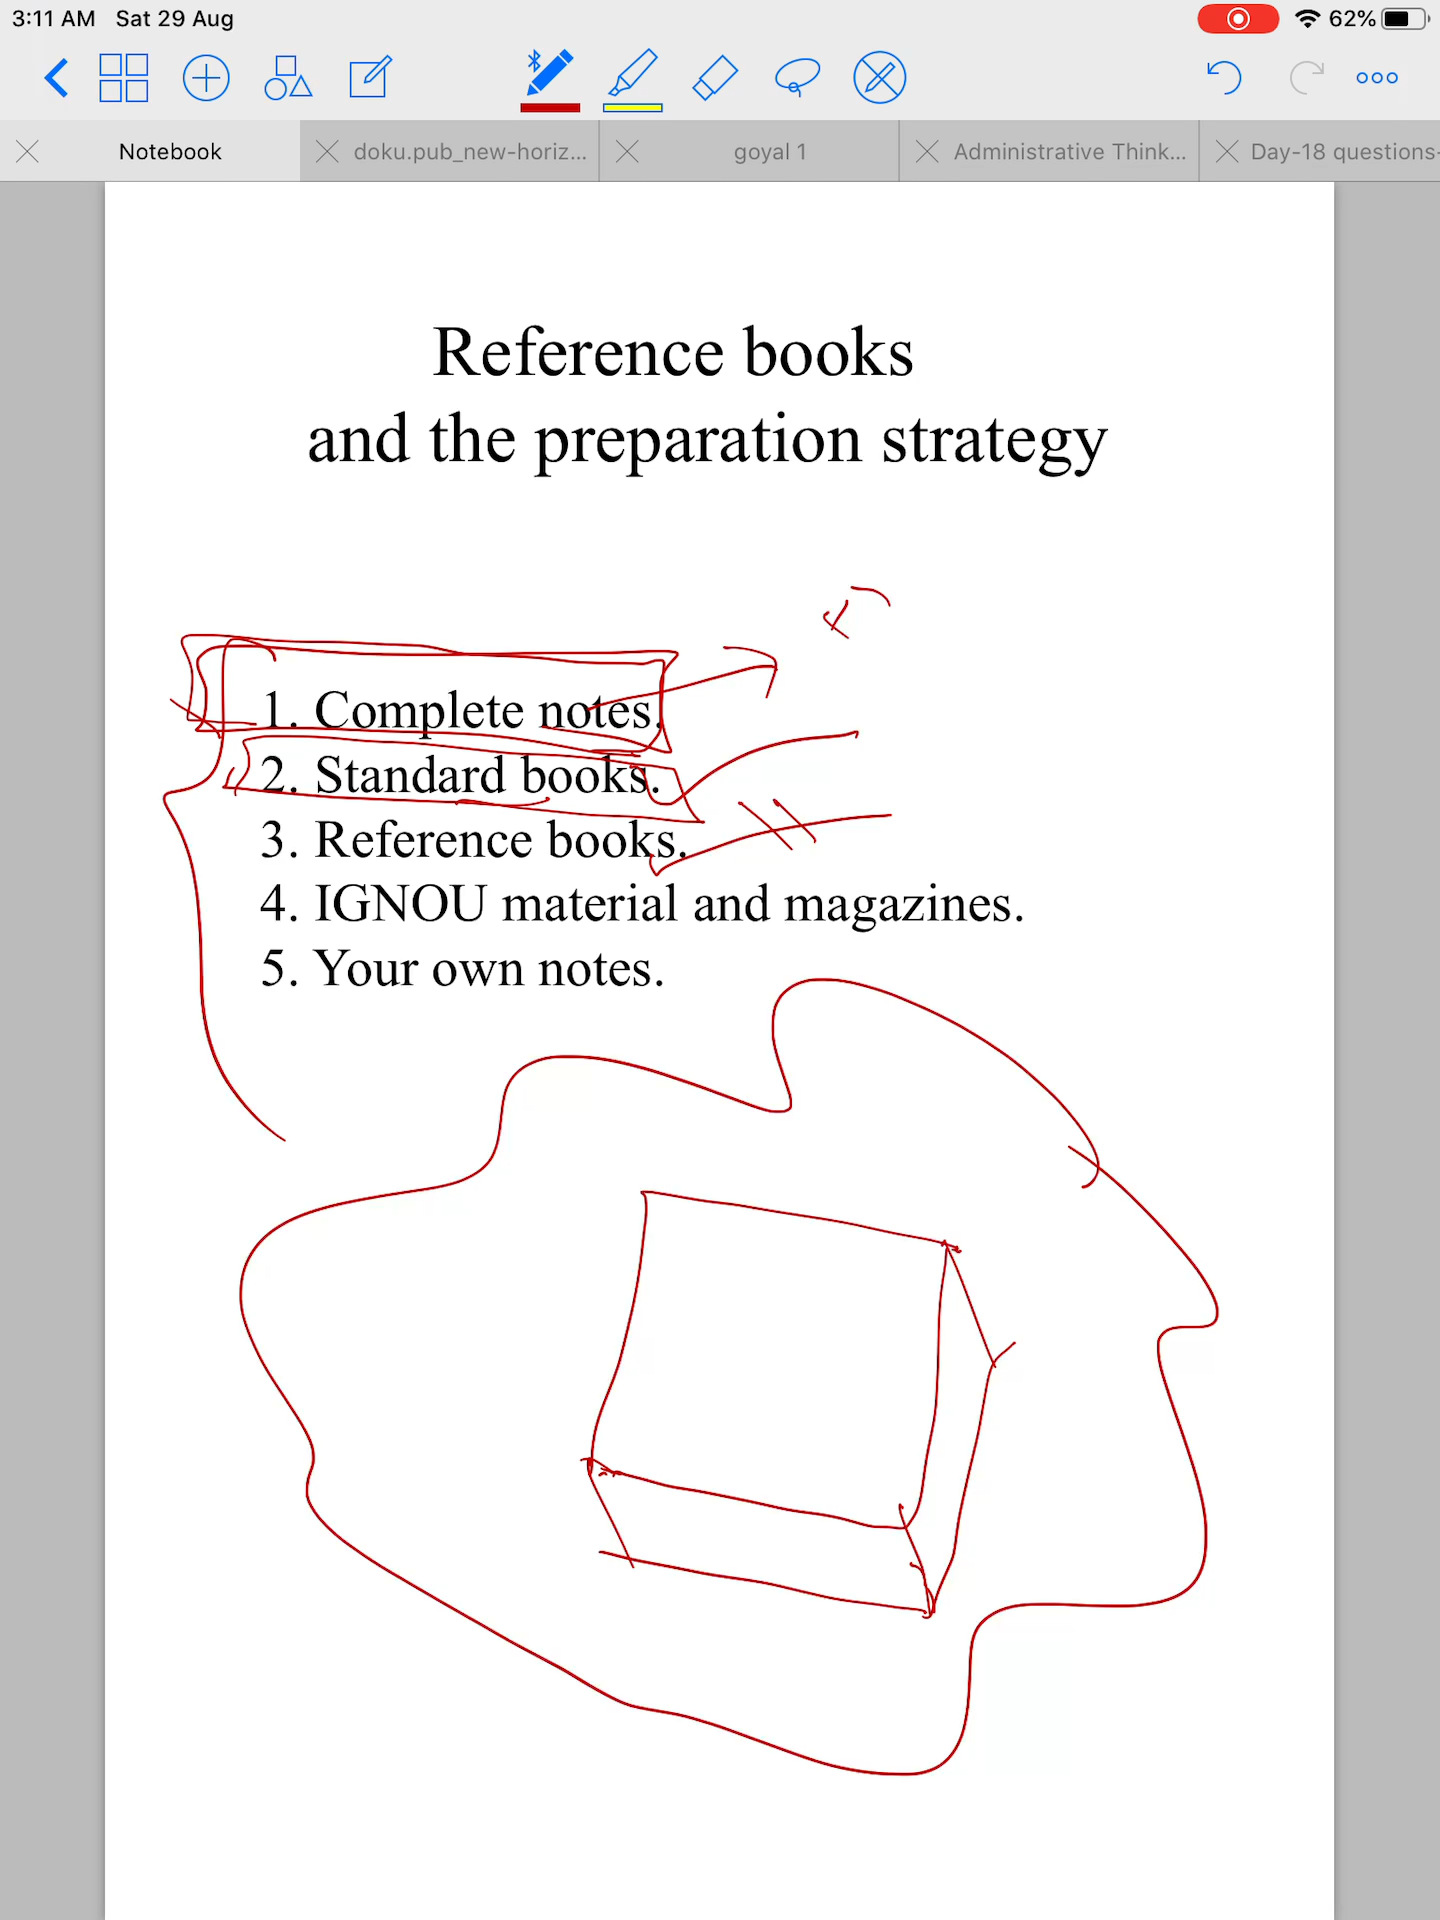 3:11 AM Sat 29 Aug
62%
Notebook
doku.pub_new-horiz...
goyal 1
Administrative Think...
Day-18 questions-
Reference books
and the preparation strategy
1. Complete notes.
2. Standard books.
3. Reference books.
4. IGNOU material and magazines.
5. Your own notes.